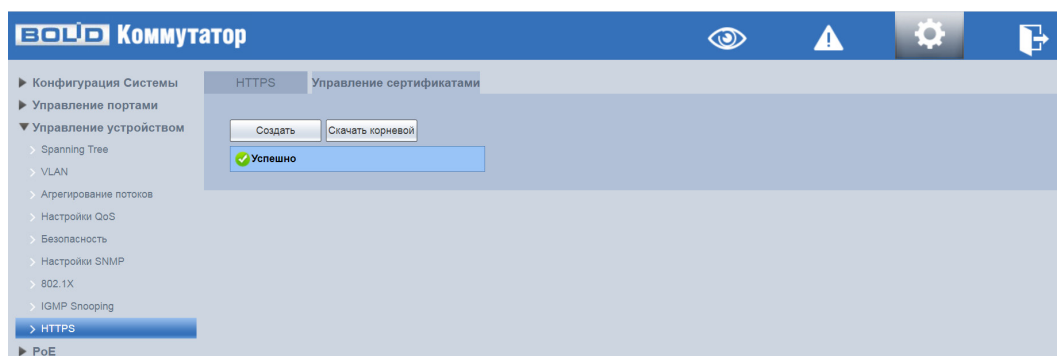 BOLID Коммутатор
Конфигурация Системы
Управление портами
Управление устройством
Spanning Tree
VLAN
Агрегирование потоков
Настройки QoS
Безопасность
Настройки SNMP
802.1X
IGMP Snooping
HTTPS
PoE
HTTPS Управление сертификатами
Создать Скачать корневой
Успешно